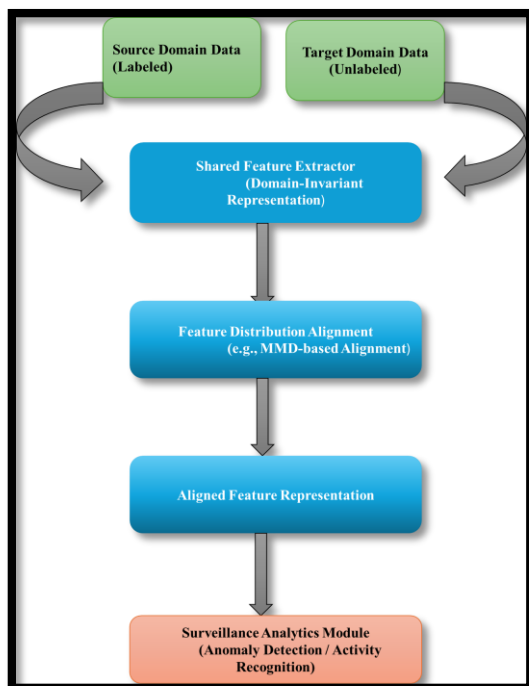 Source Domain Data
(Labeled)
Target Domain Data
(Unlabeled)
Shared Feature Extractor
(Domain-Invariant
Representation)
Feature Distribution Alignment
(e.g., MMD-based Alignment)
Aligned Feature Representation
Surveillance Analytics Module
(Anomaly Detection / Activity
Recognition)